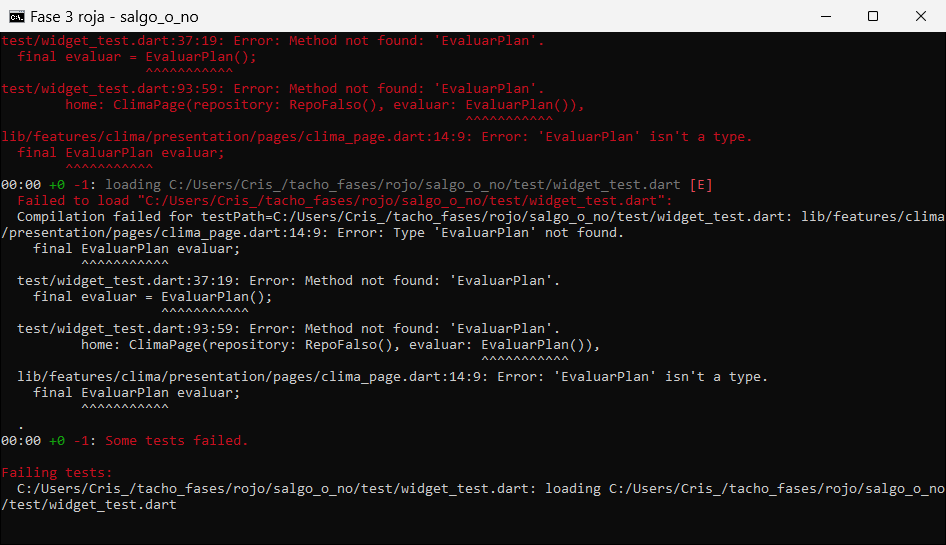 Fase 3 roja - salgo_o_no
test/widget_test.dart:37:19: Error: Method not found: 'EvaluarPlan'.
  final evaluar = EvaluarPlan();
                  ^^^^^^^^^^^
test/widget_test.dart:93:59: Error: Method not found: 'EvaluarPlan'.
        home: ClimaPage(repository: RepoFalso(), evaluar: EvaluarPlan()),
                                                          ^^^^^^^^^^^
lib/features/clima/presentation/pages/clima_page.dart:14:9: Error: 'EvaluarPlan' isn't a type.
  final EvaluarPlan evaluar;
        ^^^^^^^^^^^
00:00 +0 -1: loading C:/Users/Cris_/tacho_fases/rojo/salgo_o_no/test/widget_test.dart [E]
  Failed to load "C:/Users/Cris_/tacho_fases/rojo/salgo_o_no/test/widget_test.dart":
  Compilation failed for testPath=C:/Users/Cris_/tacho_fases/rojo/salgo_o_no/test/widget_test.dart: lib/features/clima
/presentation/pages/clima_page.dart:14:9: Error: Type 'EvaluarPlan' not found.
    final EvaluarPlan evaluar;
          ^^^^^^^^^^^
  test/widget_test.dart:37:19: Error: Method not found: 'EvaluarPlan'.
    final evaluar = EvaluarPlan();
                    ^^^^^^^^^^^
  test/widget_test.dart:93:59: Error: Method not found: 'EvaluarPlan'.
          home: ClimaPage(repository: RepoFalso(), evaluar: EvaluarPlan()),
                                                            ^^^^^^^^^^^
  lib/features/clima/presentation/pages/clima_page.dart:14:9: Error: 'EvaluarPlan' isn't a type.
    final EvaluarPlan evaluar;
          ^^^^^^^^^^^
  .
00:00 +0 -1: Some tests failed.
Failing tests:
  C:/Users/Cris_/tacho_fases/rojo/salgo_o_no/test/widget_test.dart: loading C:/Users/Cris_/tacho_fases/rojo/salgo_o_no
/test/widget_test.dart